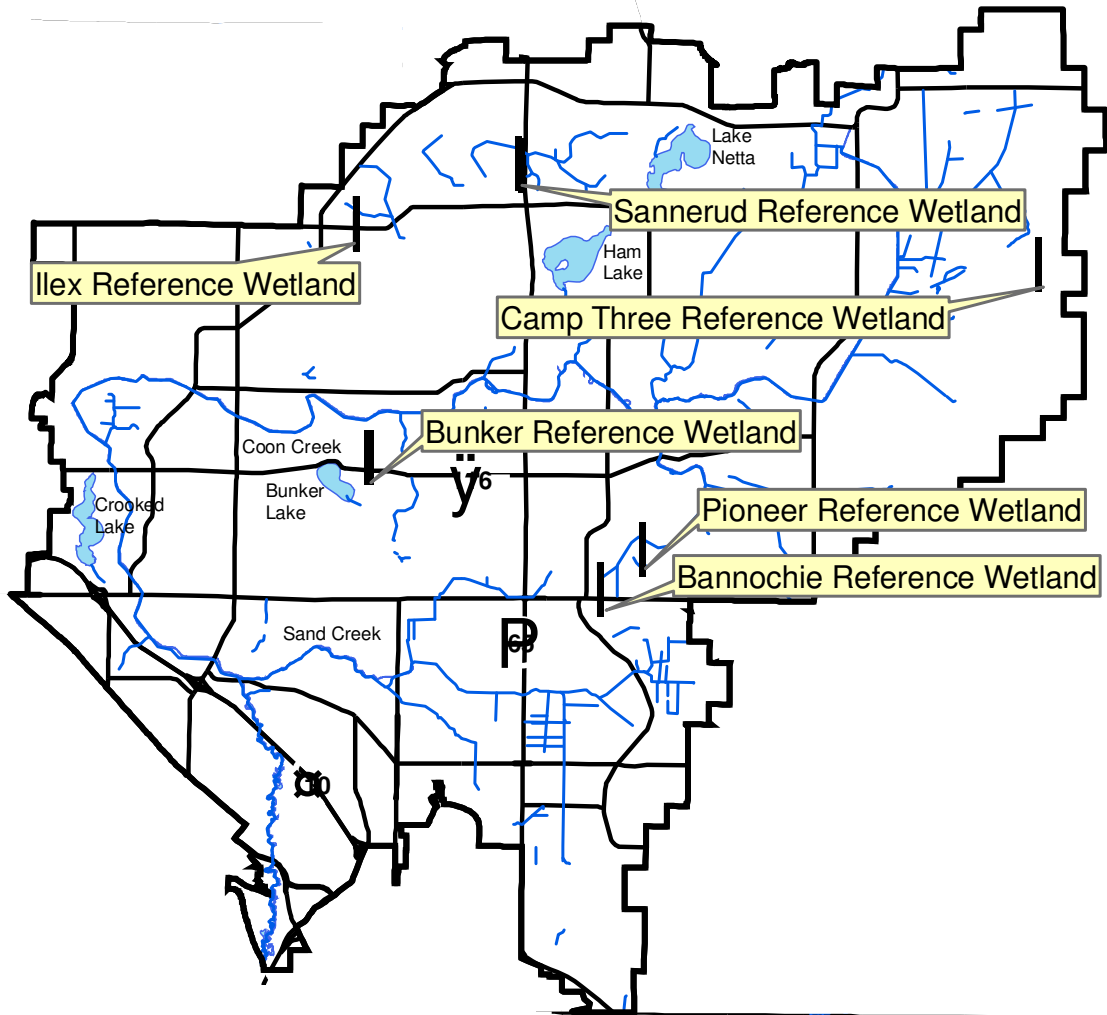 Lake
Netta
Sannerud Reference Wetland
Ham
Lake
Ilex Reference Wetland
Camp Three Reference Wetland
Bunker Reference Wetland
Coon Creek
ÿ
Bunker
Lake
Crooked
Lake
Pioneer Reference Wetland
Bannochie Reference Wetland
Sand Creek
P